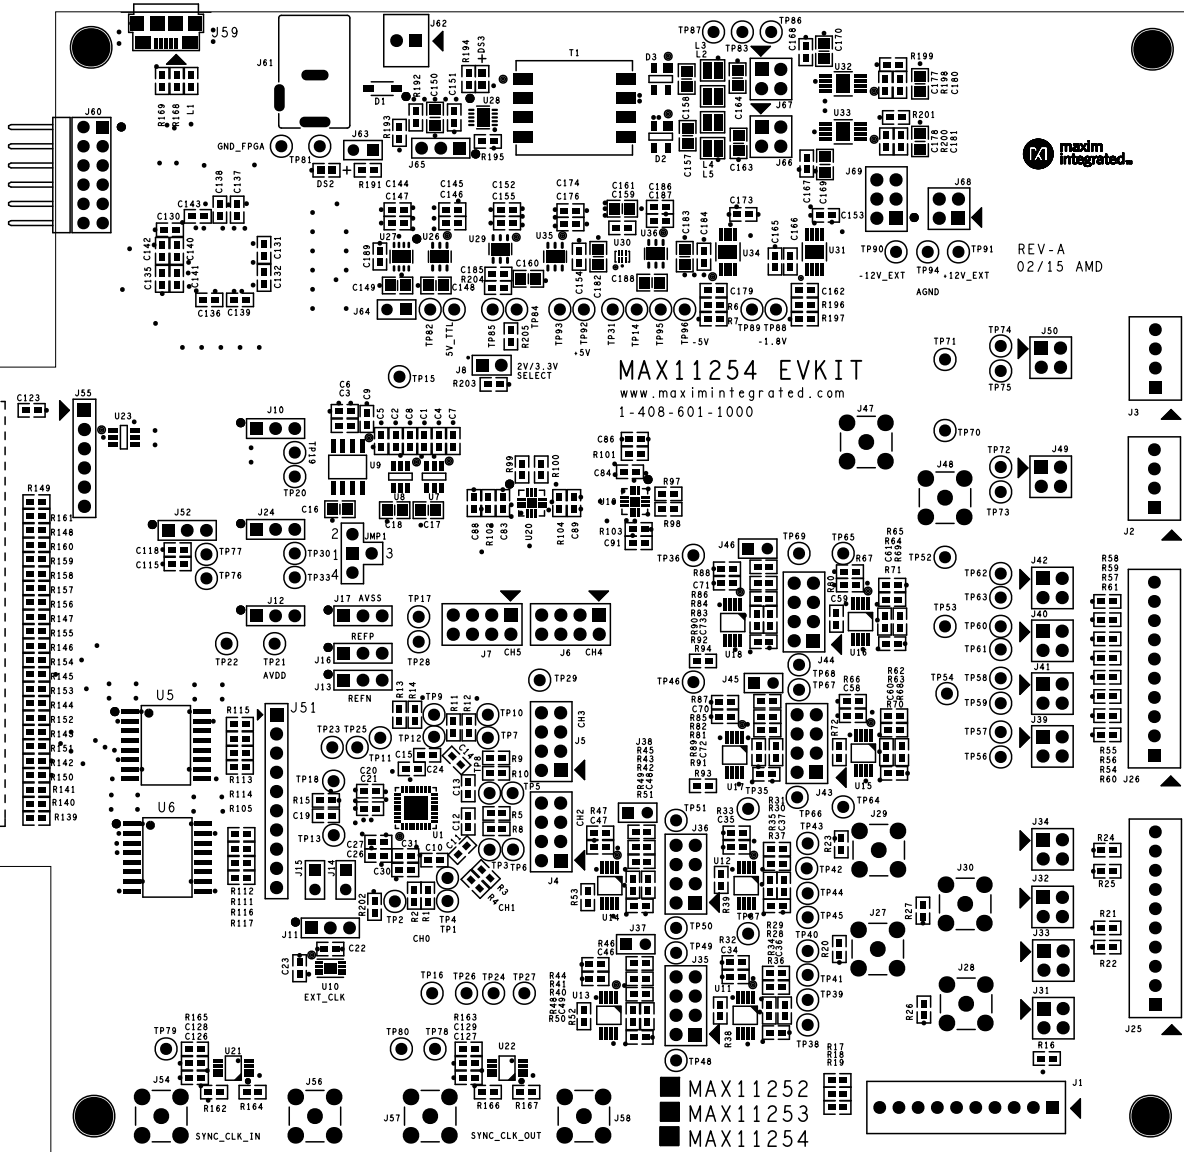 J59
J62
TP87
TP86
TP83
C168
C170
L3
L2
R194
DS3
J61
T1
D3
U32
R199
C177
R198
C180
R192
C150
C151
U28
D1
J60
R169
R168
L1
C158
C164
J67
U33
R201
C178
R200
C181
R193
GND_FPGA
TP81
J63
J65
R195
D2
C157
L4
L5
C163
J66
maxim
integrated™
DS2
R191
C167
C169
J69
J68
C138
C137
C144
C147
C145
C146
C152
C155
C174
C176
C161
C159
C186
C187
C143
C130
C183
C184
C173
C165
C166
C153
C142
C140
C131
U27
U26
U29
U35
U30
U36
U34
U31
TP90
TP94
TP91
REV-A
02/15 AMD
C135
C141
C132
C189
C185
R204
C160
C154
C182
C188
-12V_EXT
+12V_EXT
AGND
C149
C148
C179
R6
R7
C162
R196
R197
C136
C139
J64
TP82
5V_TTL
TP85
TP84
R205
TP93
TP92
+5V
TP31
TP14
TP95
TP96
-5V
TP89
TP88
-1.8V
TP74
J50
TP71
TP75
J3
J8
2V/3.3V
SELECT
R203
TP15
MAX11254 EVKIT
www.maximintegrated.com
1-408-601-1000
C123
J55
U23
J10
TP19
TP20
C6
C3
C9
C5
C2
C8
C1
C4
C7
U9
U8
U7
C16
C18
C17
C86
R101
C84
R99
R100
R97
R98
C88
R102
C83
U20
R104
C89
R103
C91
J47
TP70
J48
TP72
TP73
J49
J2
R149
R161
R148
R160
R159
R158
R157
R156
R147
R155
R146
R154
R145
R153
R144
R152
R143
R151
R142
R150
R141
R140
R139
J52
C118
C115
TP77
TP76
J24
TP30
TP33
JMP1
2
1
3
4
J12
TP22
TP21
AVDD
J17 AVSS
REFP
J16
J13
REFN
TP17
TP28
J7
CH5
J6
CH4
TP36
J46
TP69
TP65
R67
R88
C71
R86
R84
R83
R90
C73
R92
R94
U18
R80
C59
U16
R65
R64
C61
R69
R71
TP52
TP53
TP54
TP62
TP63
J42
TP60
TP61
J40
TP58
TP59
J41
TP57
TP56
J39
R58
R59
R57
R61
R55
R56
R54
R60
J26
TP46
J45
J44
TP68
TP67
R66
C58
R62
R63
C60
R68
R70
R87
C70
R85
R82
R81
R89
C72
R91
R93
R72
U15
J43
TP35
TP66
TP64
U5
U6
R115
R113
R114
R105
R112
R111
R116
R117
J51
TP23
TP25
TP12
TP9
TP10
TP7
R13
R14
R11
R12
TP29
CH3
J5
C15
C24
C14
TP8
R9
R10
TP5
TP18
C20
C21
R15
C19
TP13
C13
C12
R5
R8
CH2
J4
U1
C27
C26
C31
C30
C10
C11
TP3
TP6
R3
R4
CH1
J15
J14
R202
TP2
R2
R1
TP4
TP1
CH0
J11
C22
C23
U10
EXT_CLK
TP16
TP26
TP24
TP27
J38
R45
R43
R42
R49
C48
R51
R47
C47
TP51
J36
R53
U14
TP50
TP49
R35
C33
U12
R39
R31
R30
R37
TP43
TP42
TP44
TP45
R29
R28
TP40
TP41
TP39
TP38
R23
J29
J30
R27
J27
R20
J28
R26
J34
J32
J33
J31
R24
R25
R21
R22
J25
R16
J37
R46
C46
R44
R41
R40
R48
C49
R50
U13
R52
J35
TP48
R32
C34
U11
R38
R34
C36
R36
R17
R18
R19
J1
R165
C128
C126
TP79
U21
J54
R162
R164
J56
SYNC_CLK_IN
TP80
TP78
R163
C129
C127
U22
J57
R166
R167
J58
SYNC_CLK_OUT
MAX11252
MAX11253
MAX11254